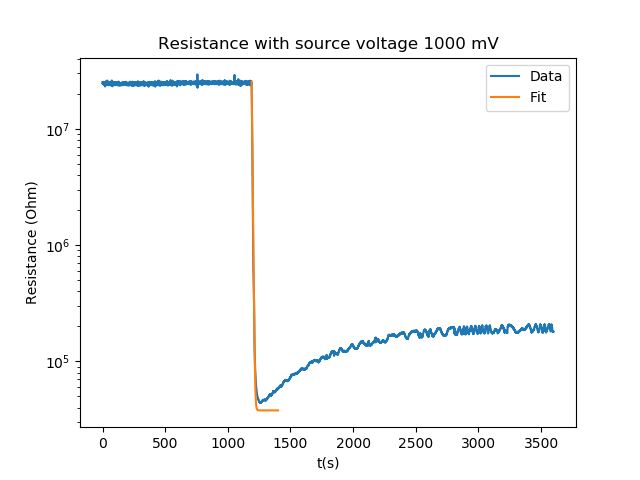 Resistance with source voltage 1000 mV
Data
Fit
Resistance (Ohm)
10⁷
10⁶
10⁵
0 500 1000 1500 2000 2500 3000 3500
t(s)